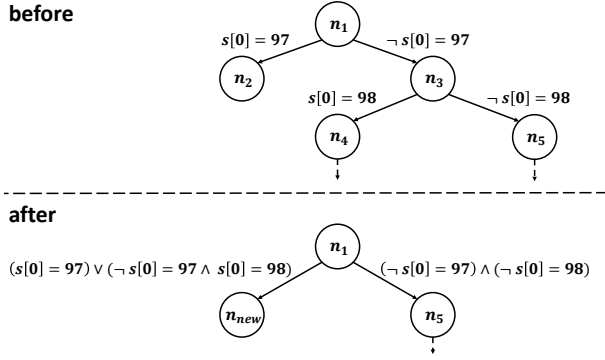 before
n₁
s[0] = 97
¬ s[0] = 97
n₂
n₃
s[0] = 98
¬ s[0] = 98
n₄
n₅
after
n₁
(s[0] = 97) ∨ (¬ s[0] = 97 ∧ s[0] = 98)
(¬ s[0] = 97) ∧ (¬ s[0] = 98)
n_new
n₅